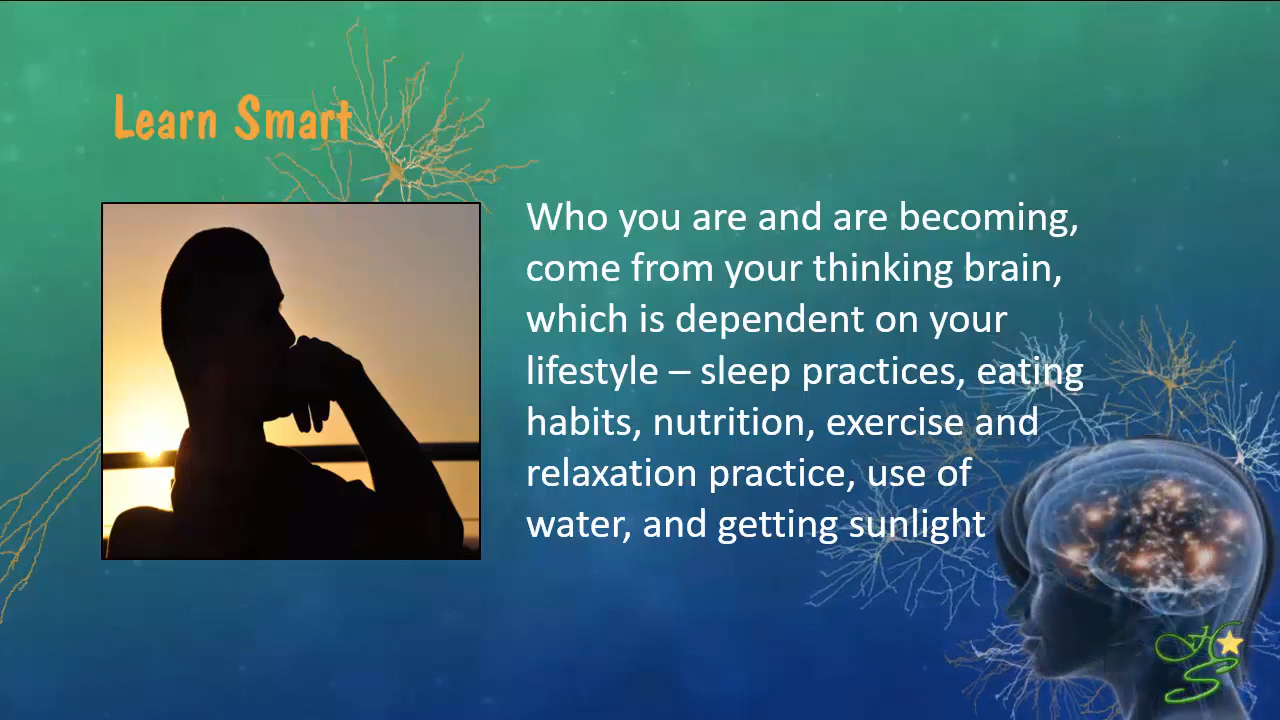 Learn Smart
Who you are and are becoming,
come from your thinking brain,
which is dependent on your
lifestyle – sleep practices, eating
habits, nutrition, exercise and
relaxation practice, use of
water, and getting sunlight
HS